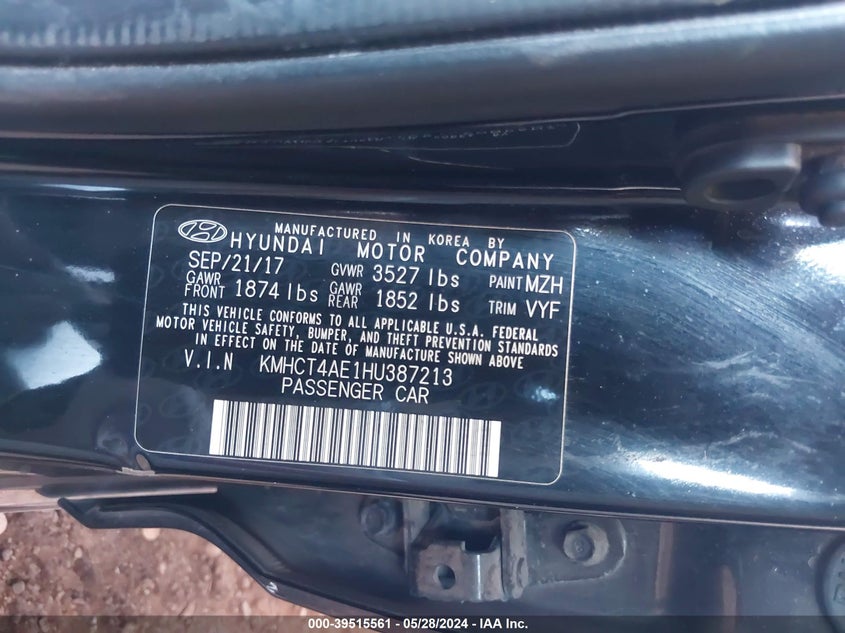 MANUFACTURED IN KOREA BY
HYUNDAI MOTOR COMPANY
SEP/21/17 GVWR 3527 lbs PAINT MZH
GAWR FRONT 1874 lbs GAWR REAR 1852 lbs TRIM VYF
THIS VEHICLE CONFORMS TO ALL APPLICABLE U.S.A. FEDERAL
MOTOR VEHICLE SAFETY, BUMPER, AND THEFT PREVENTION STANDARDS
IN EFFECT ON THE DATE OF MANUFACTURE SHOWN ABOVE
V.I.N KMHCT4AE1HU387213
PASSENGER CAR
000-39515561 - 05/28/2024 - IAA Inc.